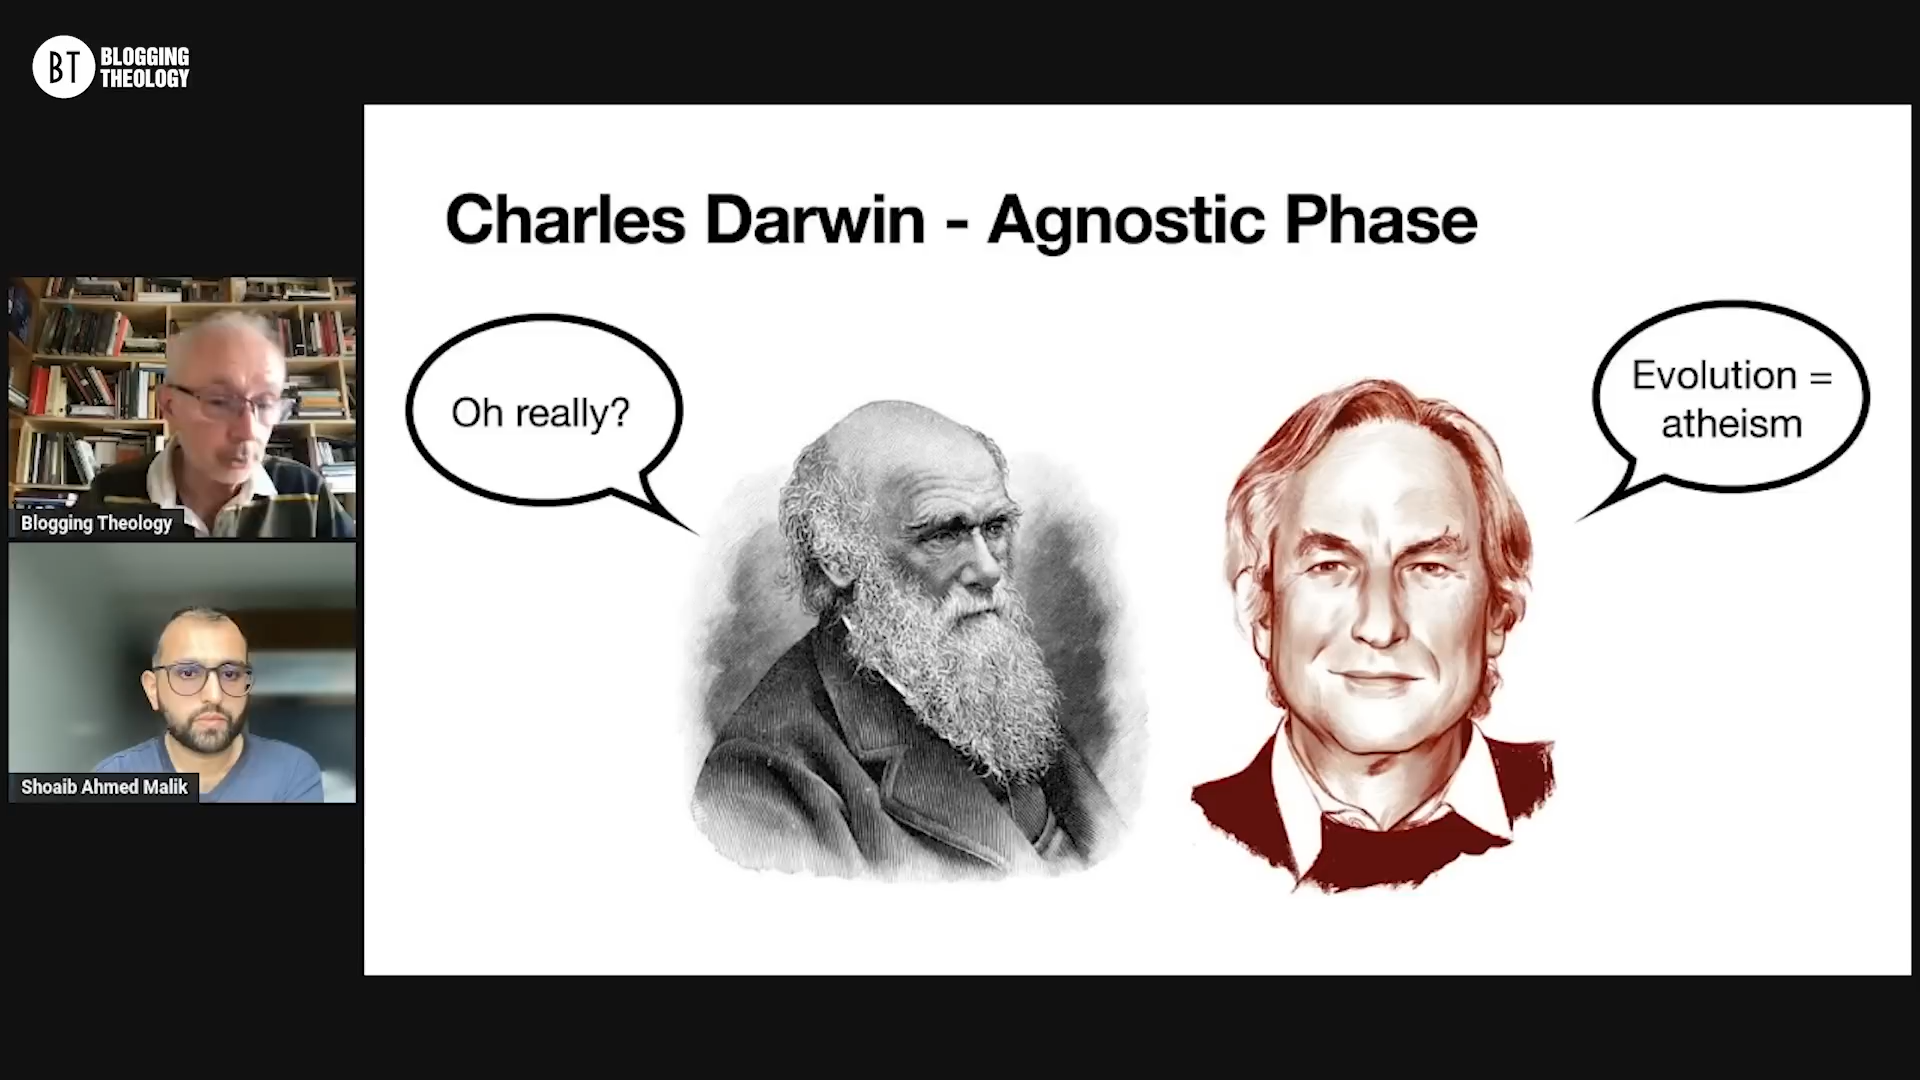 BT
BLOGGING
THEOLOGY
Charles Darwin - Agnostic Phase
Oh really?
Evolution =
atheism
Blogging Theology
Shoaib Ahmed Malik